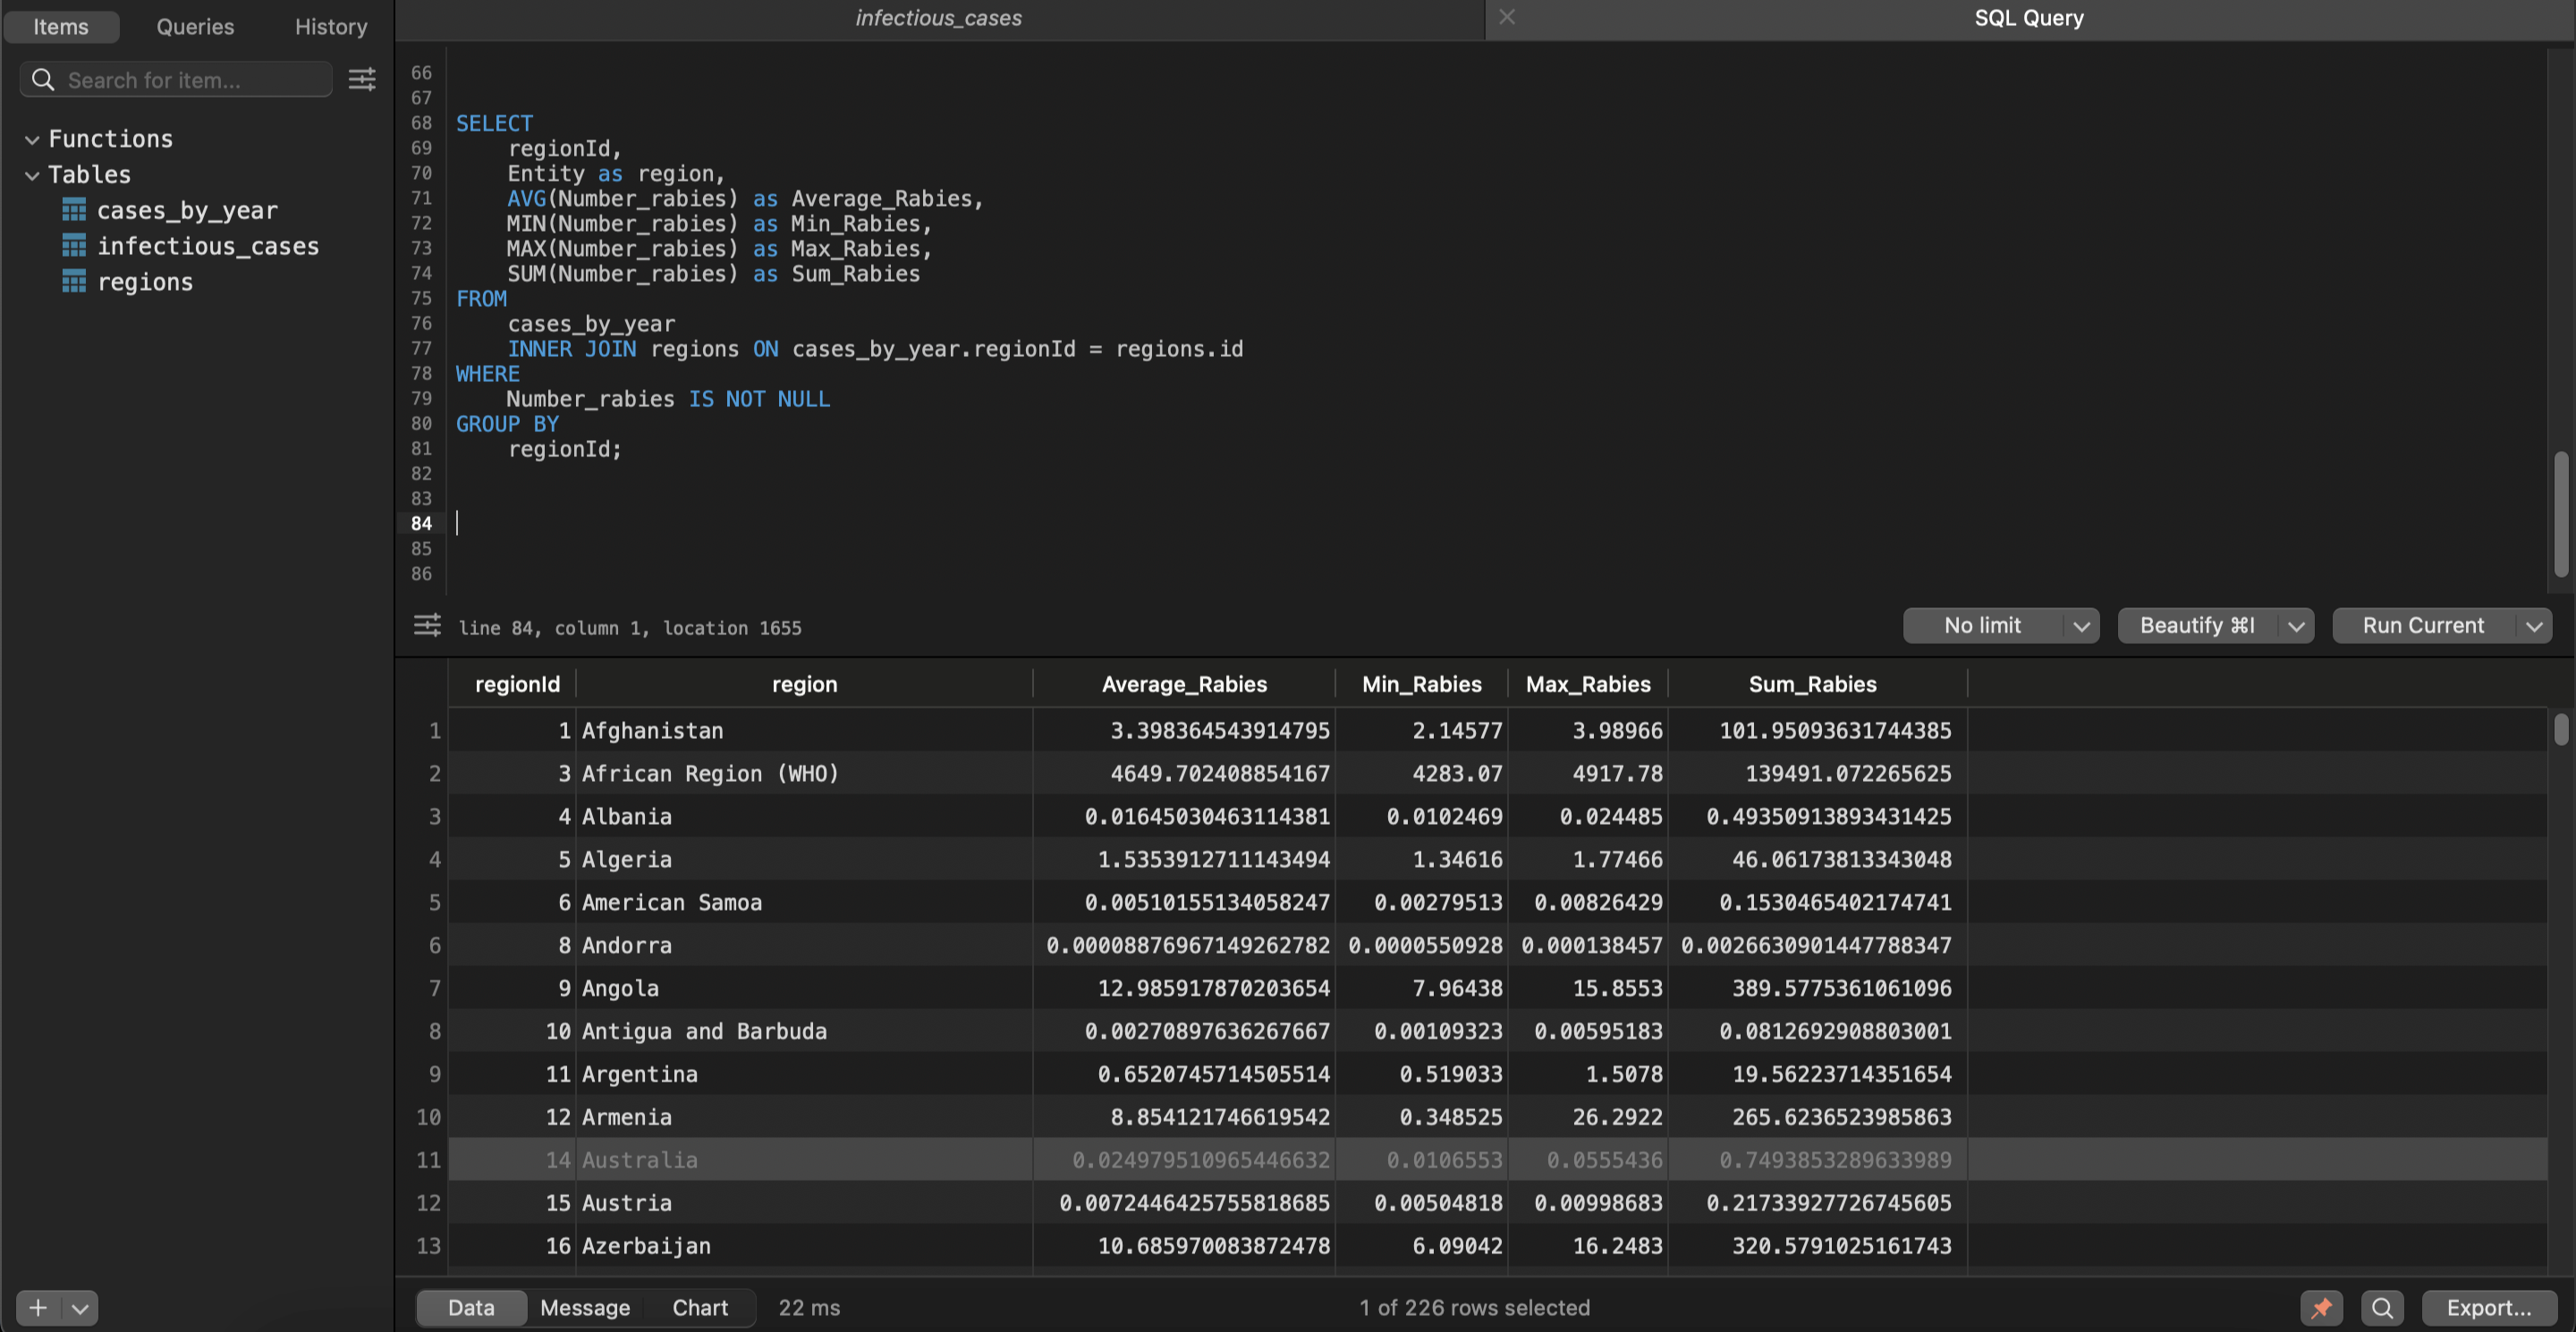 Items Queries History
infectious_cases
SQL Query
Search for item...
Functions
Tables
cases_by_year
infectious_cases
regions
66
67
68 SELECT
69 regionId,
70 Entity as region,
71 AVG(Number_rabies) as Average_Rabies,
72 MIN(Number_rabies) as Min_Rabies,
73 MAX(Number_rabies) as Max_Rabies,
74 SUM(Number_rabies) as Sum_Rabies
75 FROM
76 cases_by_year
77 INNER JOIN regions ON cases_by_year.regionId = regions.id
78 WHERE
79 Number_rabies IS NOT NULL
80 GROUP BY
81 regionId;
82
83
84
85
86
line 84, column 1, location 1655
No limit Beautify ⌘I Run Current
regionId region Average_Rabies Min_Rabies Max_Rabies Sum_Rabies
1 1 Afghanistan 3.398364543914795 2.14577 3.98966 101.95093631744385
2 3 African Region (WHO) 4649.702408854167 4283.07 4917.78 139491.072265625
3 4 Albania 0.01645030463114381 0.0102469 0.024485 0.49350913893431425
4 5 Algeria 1.5353912711143494 1.34616 1.77466 46.06173813343048
5 6 American Samoa 0.00510155134058247 0.00279513 0.00826429 0.1530465402174741
6 8 Andorra 0.00008876967149262782 0.0000550928 0.000138457 0.0026630901447788347
7 9 Angola 12.985917870203654 7.96438 15.8553 389.5775361061096
8 10 Antigua and Barbuda 0.00270897636267667 0.00109323 0.00595183 0.0812692908803001
9 11 Argentina 0.6520745714505514 0.519033 1.5078 19.56223714351654
10 12 Armenia 8.854121746619542 0.348525 26.2922 265.6236523985863
11 14 Australia 0.024979510965446632 0.0106553 0.0555436 0.7493853289633989
12 15 Austria 0.0072446425755818685 0.00504818 0.00998683 0.21733927726745605
13 16 Azerbaijan 10.685970083872478 6.09042 16.2483 320.5791025161743
Data Message Chart 22 ms 1 of 226 rows selected Export...